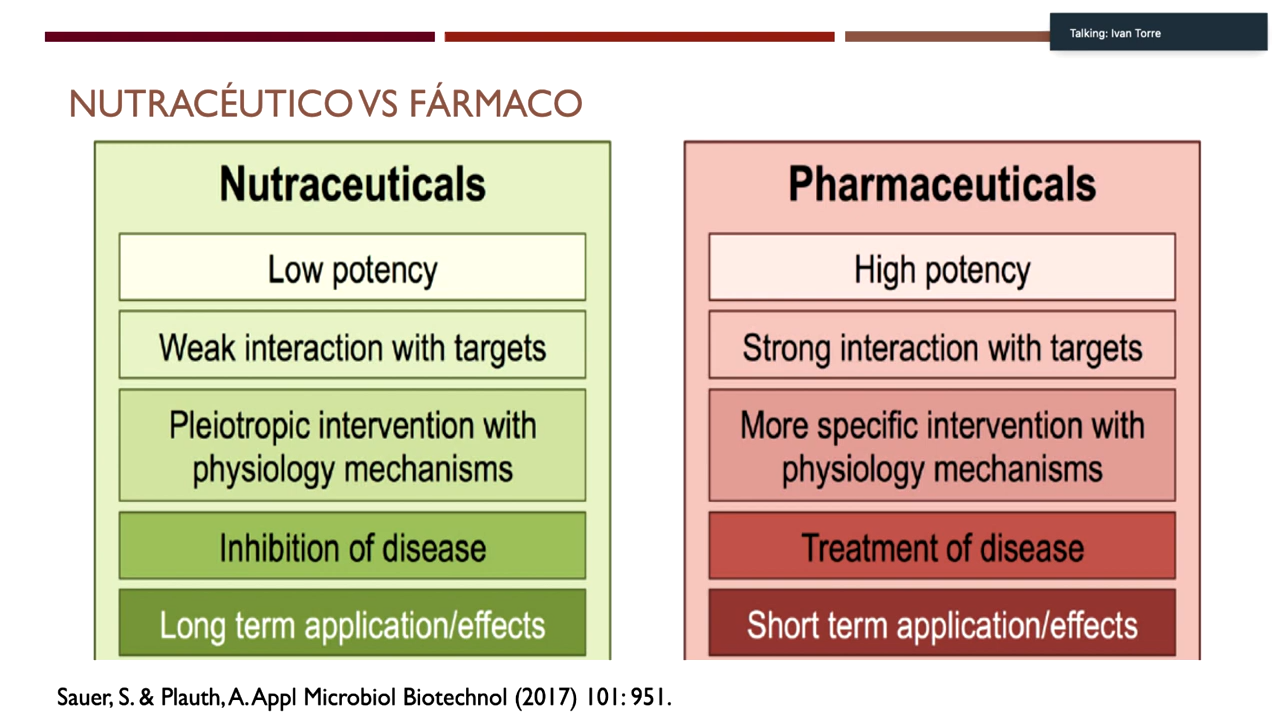 Talking: Ivan Torre
NUTRACÉUTICO VS FÁRMACO
Nutraceuticals
Low potency
Weak interaction with targets
Pleiotropic intervention with
physiology mechanisms
Inhibition of disease
Long term application/effects
Pharmaceuticals
High potency
Strong interaction with targets
More specific intervention with
physiology mechanisms
Treatment of disease
Short term application/effects
Sauer, S. & Plauth, A. Appl Microbiol Biotechnol (2017) 101: 951.